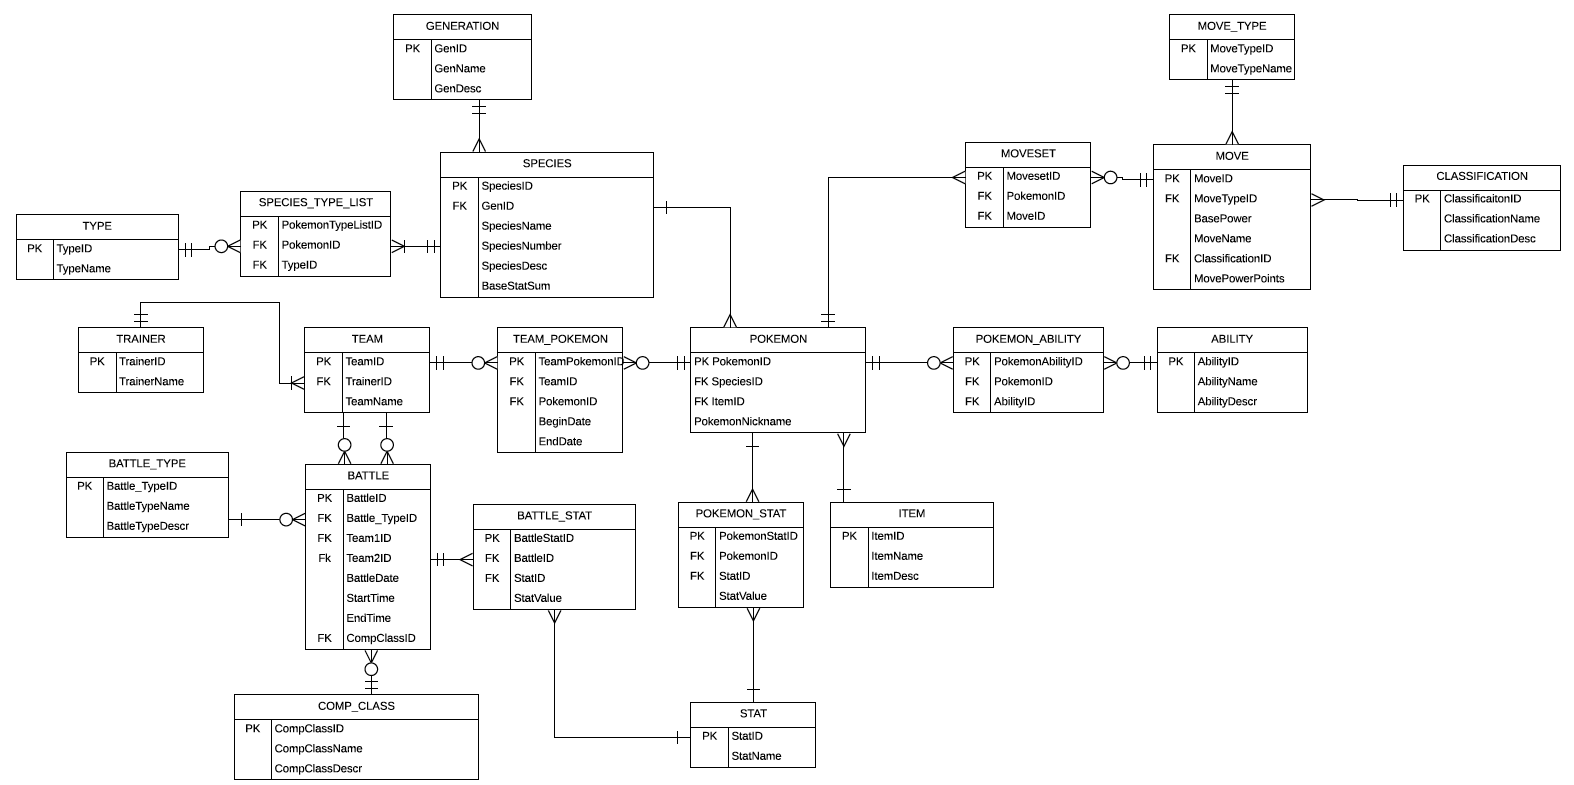 GENERATION
PK GenID
GenName
GenDesc
MOVE_TYPE
PK MoveTypeID
MoveTypeName
SPECIES
PK SpeciesID
FK GenID
SpeciesName
SpeciesNumber
SpeciesDesc
BaseStatSum
MOVESET
PK MovesetID
FK PokemonID
FK MoveID
MOVE
PK MoveID
FK MoveTypeID
BasePower
MoveName
FK ClassificationID
MovePowerPoints
CLASSIFICATION
PK ClassificaitonID
ClassificationName
ClassificationDesc
SPECIES_TYPE_LIST
PK PokemonTypeListID
FK PokemonID
FK TypeID
TYPE
PK TypeID
TypeName
TRAINER
PK TrainerID
TrainerName
TEAM
PK TeamID
FK TrainerID
TeamName
TEAM_POKEMON
PK TeamPokemonID
FK TeamID
FK PokemonID
BeginDate
EndDate
POKEMON
PK PokemonID
FK SpeciesID
FK ItemID
PokemonNickname
POKEMON_ABILITY
PK PokemonAbilityID
FK PokemonID
FK AbilityID
ABILITY
PK AbilityID
AbilityName
AbilityDescr
BATTLE_TYPE
PK Battle_TypeID
BattleTypeName
BattleTypeDescr
BATTLE
PK BattleID
FK Battle_TypeID
FK Team1ID
Fk Team2ID
BattleDate
StartTime
EndTime
FK CompClassID
BATTLE_STAT
PK BattleStatID
FK BattleID
FK StatID
StatValue
POKEMON_STAT
PK PokemonStatID
FK PokemonID
FK StatID
StatValue
ITEM
PK ItemID
ItemName
ItemDesc
COMP_CLASS
PK CompClassID
CompClassName
CompClassDescr
STAT
PK StatID
StatName